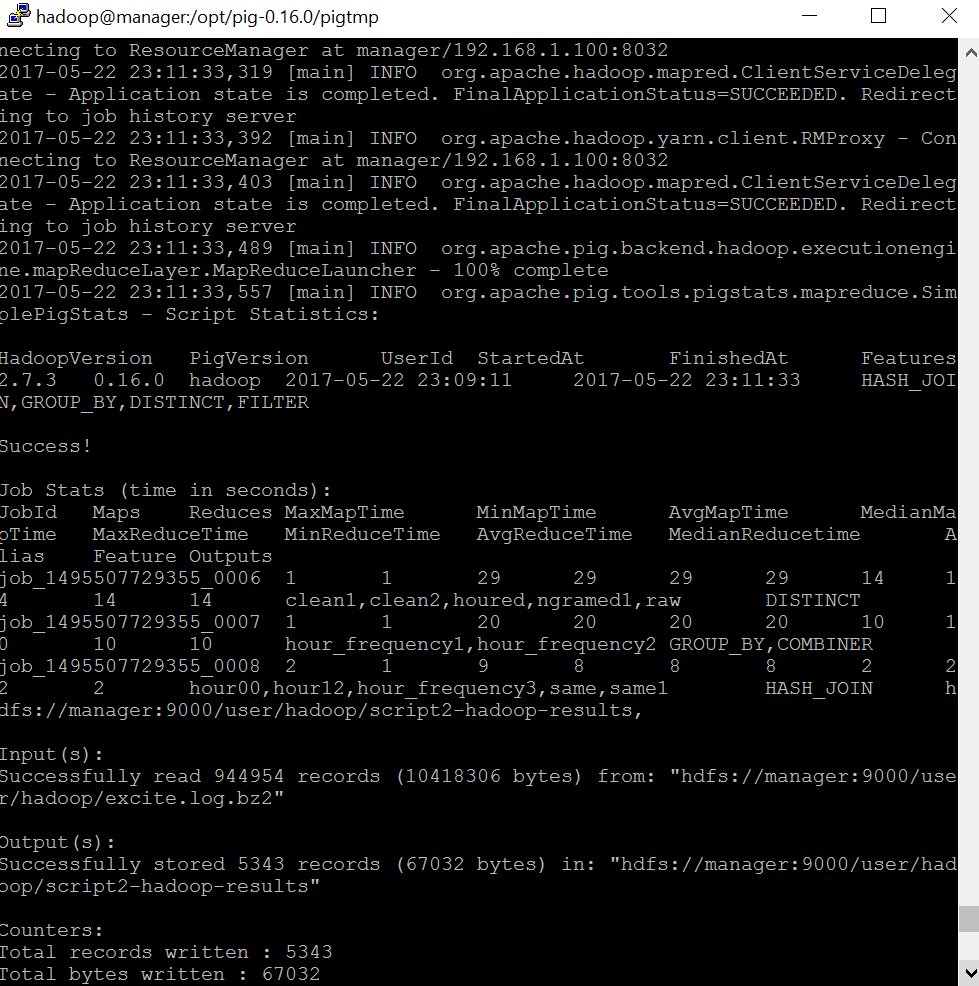 hadoop@manager:/opt/pig-0.16.0/pigtmp
necting to ResourceManager at manager/192.168.1.100:8032
2017-05-22 23:11:33,319 [main] INFO  org.apache.hadoop.mapred.ClientServiceDeleg
ate - Application state is completed. FinalApplicationStatus=SUCCEEDED. Redirect
ing to job history server
2017-05-22 23:11:33,392 [main] INFO  org.apache.hadoop.yarn.client.RMProxy - Con
necting to ResourceManager at manager/192.168.1.100:8032
2017-05-22 23:11:33,403 [main] INFO  org.apache.hadoop.mapred.ClientServiceDeleg
ate - Application state is completed. FinalApplicationStatus=SUCCEEDED. Redirect
ing to job history server
2017-05-22 23:11:33,489 [main] INFO  org.apache.pig.backend.hadoop.executionengi
ne.mapReduceLayer.MapReduceLauncher - 100% complete
2017-05-22 23:11:33,557 [main] INFO  org.apache.pig.tools.pigstats.mapreduce.Sim
plePigStats - Script Statistics:

HadoopVersion   PigVersion      UserId  StartedAt       FinishedAt      Features
2.7.3   0.16.0  hadoop  2017-05-22 23:09:11     2017-05-22 23:11:33     HASH_JOI
N,GROUP_BY,DISTINCT,FILTER

Success!

Job Stats (time in seconds):
JobId   Maps    Reduces MaxMapTime      MinMapTime      AvgMapTime      MedianMa
pTime   MaxReduceTime   MinReduceTime   AvgReduceTime   MedianReducetime       A
lias    Feature Outputs
job_1495507729355_0006  1       1       29      29      29      29      14     1
4       14      14      clean1,clean2,houred,ngramed1,raw       DISTINCT
job_1495507729355_0007  1       1       20      20      20      20      10     1
0       10      10      hour_frequency1,hour_frequency2 GROUP_BY,COMBINER
job_1495507729355_0008  2       1       9       8       8       8       2      2
2       2       hour00,hour12,hour_frequency3,same,same1        HASH_JOIN      h
dfs://manager:9000/user/hadoop/script2-hadoop-results,

Input(s):
Successfully read 944954 records (10418306 bytes) from: "hdfs://manager:9000/use
r/hadoop/excite.log.bz2"

Output(s):
Successfully stored 5343 records (67032 bytes) in: "hdfs://manager:9000/user/had
oop/script2-hadoop-results"

Counters:
Total records written : 5343
Total bytes written : 67032